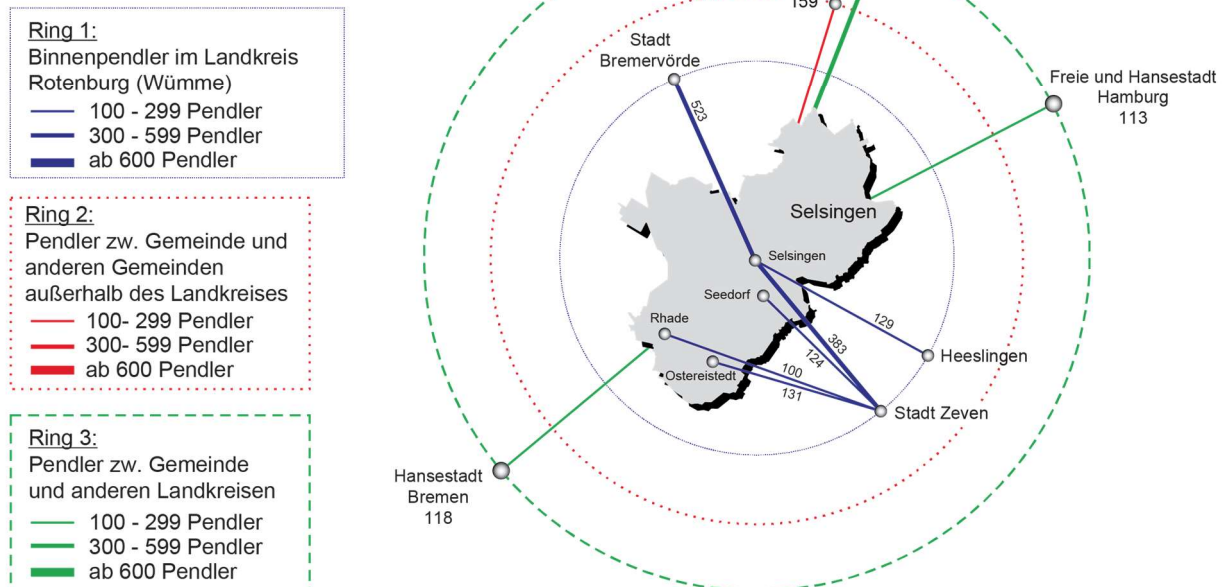 Ring 1:
Binnenpendler im Landkreis
Rotenburg (Wümme)
100 - 299 Pendler
300 - 599 Pendler
ab 600 Pendler
Ring 2:
Pendler zw. Gemeinde und
anderen Gemeinden
außerhalb des Landkreises
100- 299 Pendler
300- 599 Pendler
ab 600 Pendler
Ring 3:
Pendler zw. Gemeinde
und anderen Landkreisen
100 - 299 Pendler
300 - 599 Pendler
ab 600 Pendler
159
Stadt
Bremervörde
523
Freie und Hansestadt
Hamburg
113
Selsingen
Selsingen
Seedorf
Rhade
Ostereistedt
129
383
124
100
131
Heeslingen
Stadt Zeven
Hansestadt
Bremen
118